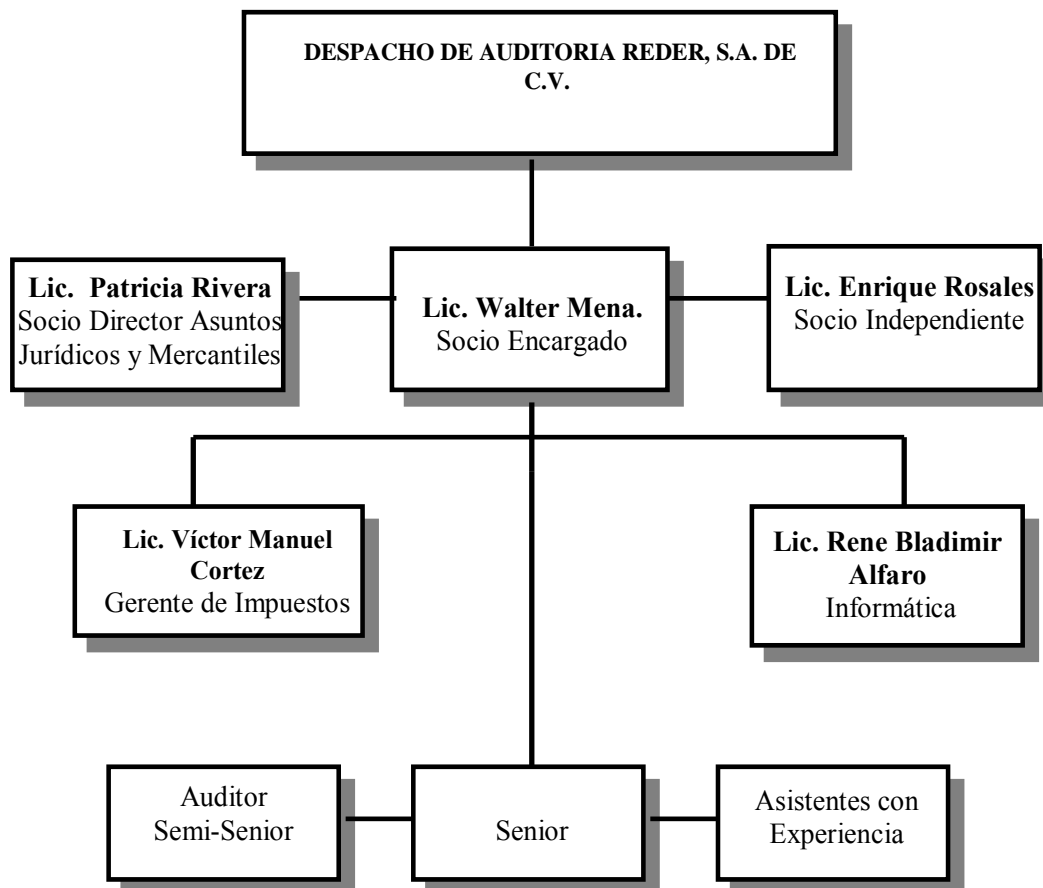 DESPACHO DE AUDITORIA REDER, S.A. DE
C.V.
Lic. Patricia Rivera
Socio Director Asuntos
Jurídicos y Mercantiles
Lic. Walter Mena.
Socio Encargado
Lic. Enrique Rosales
Socio Independiente
Lic. Víctor Manuel
Cortez
Gerente de Impuestos
Lic. Rene Bladimir
Alfaro
Informática
Auditor
Semi-Senior
Senior
Asistentes con
Experiencia